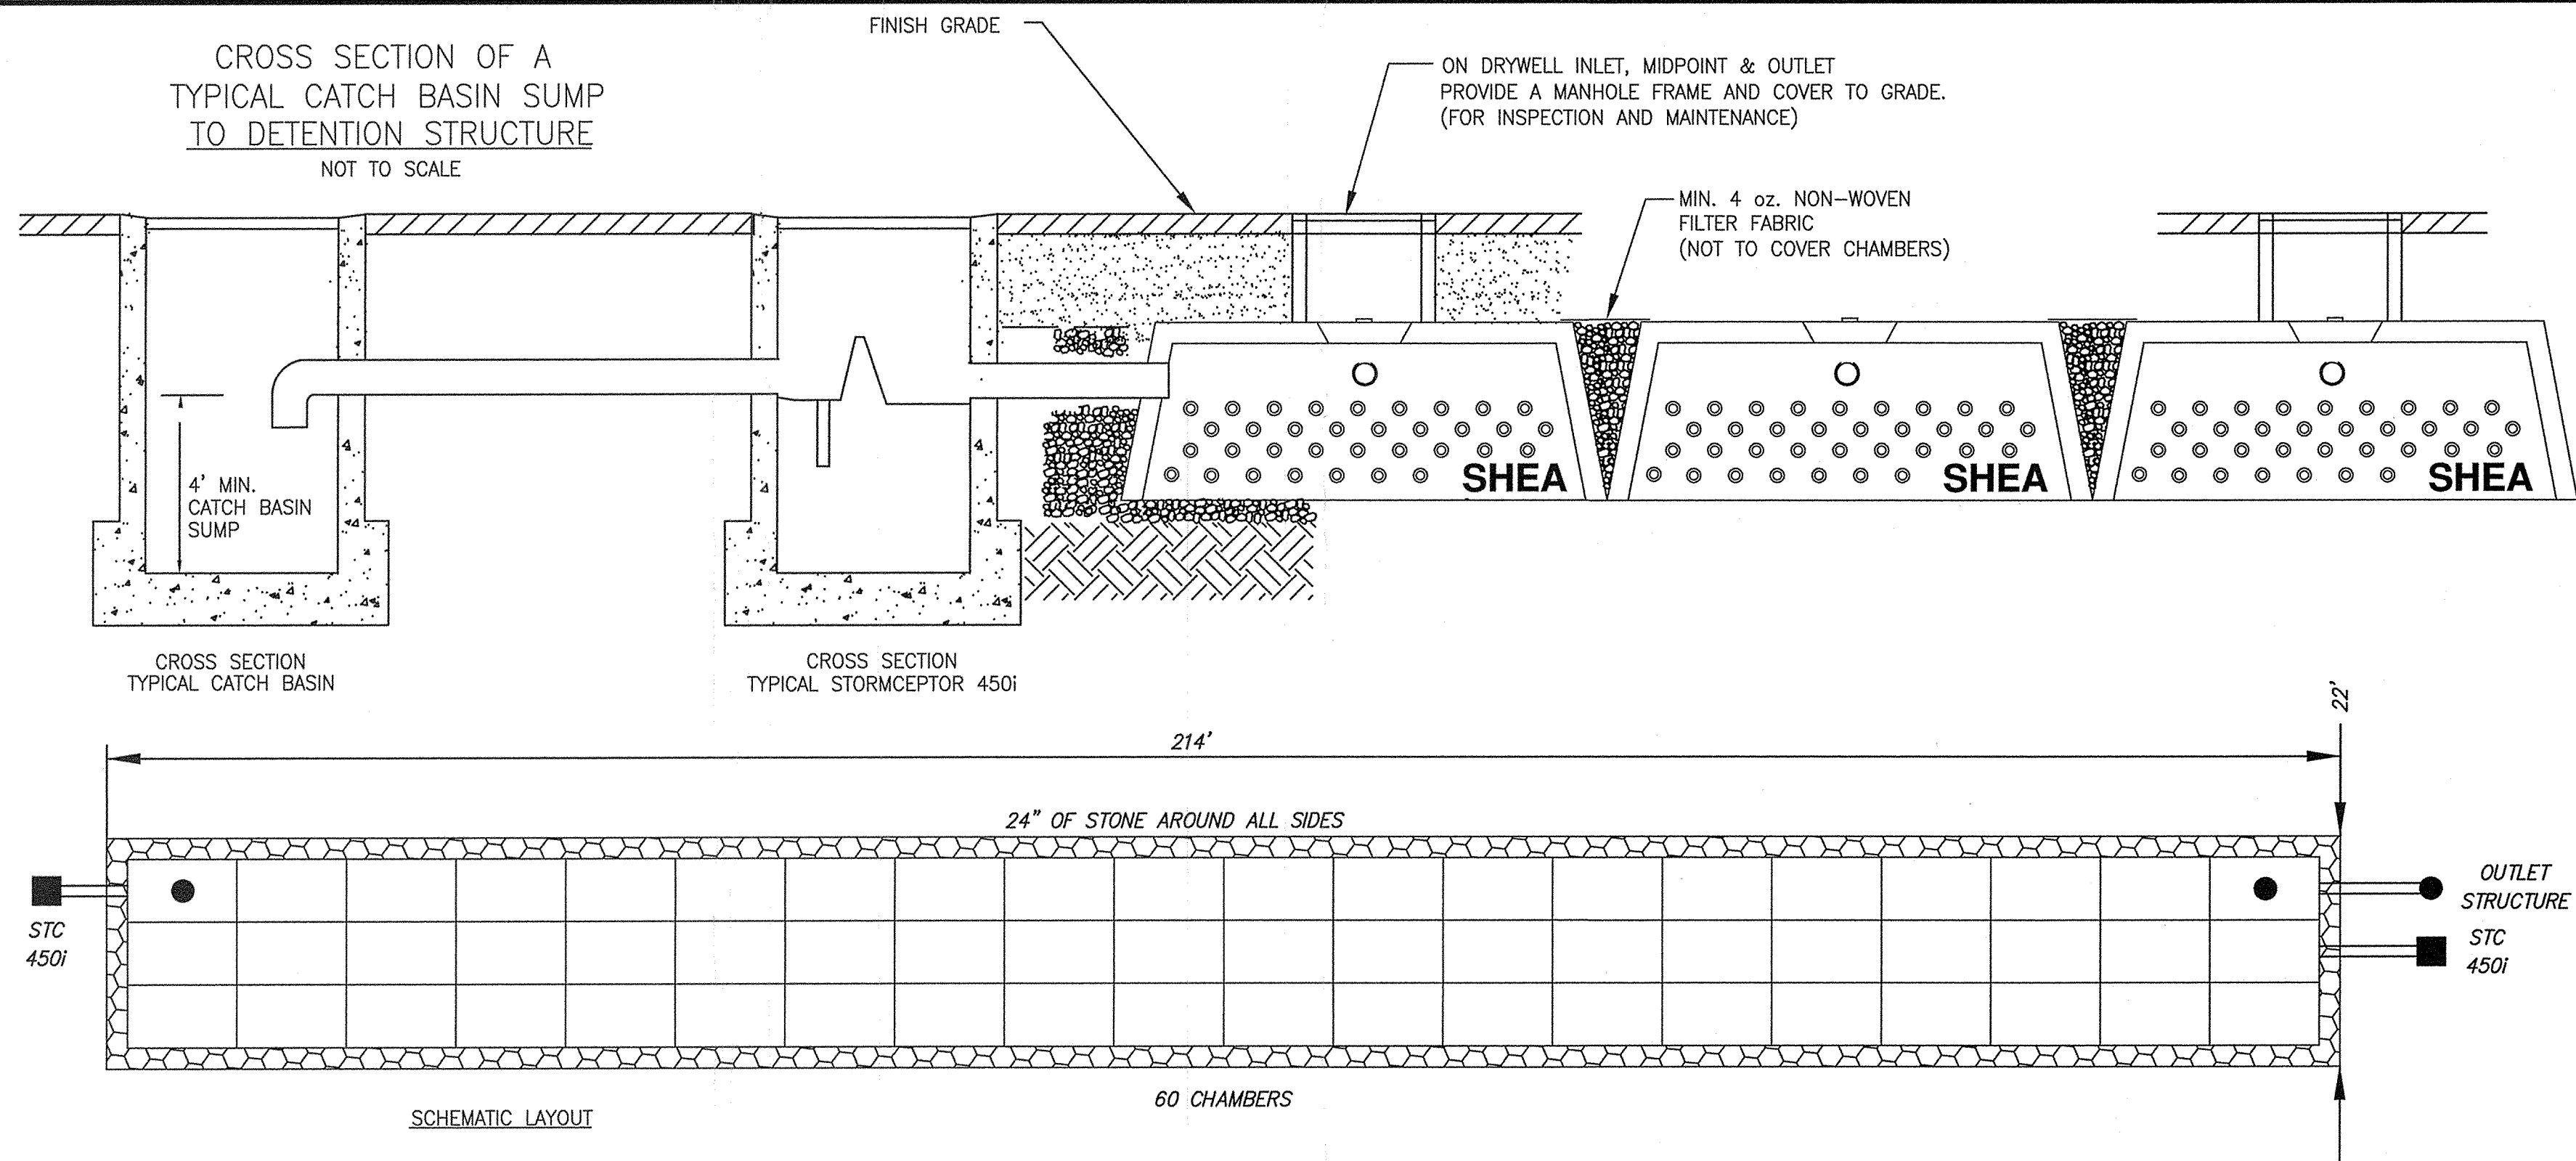 CROSS SECTION OF A
TYPICAL CATCH BASIN SUMP
TO DETENTION STRUCTURE
NOT TO SCALE
FINISH GRADE
ON DRYWELL INLET, MIDPOINT & OUTLET
PROVIDE A MANHOLE FRAME AND COVER TO GRADE.
(FOR INSPECTION AND MAINTENANCE)
MIN. 4 oz. NON-WOVEN
FILTER FABRIC
(NOT TO COVER CHAMBERS)
4' MIN.
CATCH BASIN
SUMP
SHEA
SHEA
SHEA
CROSS SECTION
TYPICAL CATCH BASIN
CROSS SECTION
TYPICAL STORMCEPTOR 450i
22'
214'
24" OF STONE AROUND ALL SIDES
STC
450i
OUTLET
STRUCTURE
STC
450i
60 CHAMBERS
SCHEMATIC LAYOUT